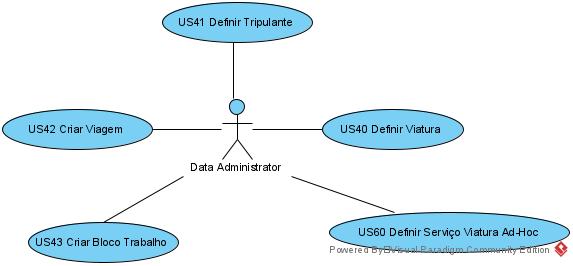 US41 Definir Tripulante
US42 Criar Viagem
US40 Definir Viatura
Data Administrator
US43 Criar Bloco Trabalho
US60 Definir Serviço Viatura Ad-Hoc
Powered By Visual Paradigm Community Edition